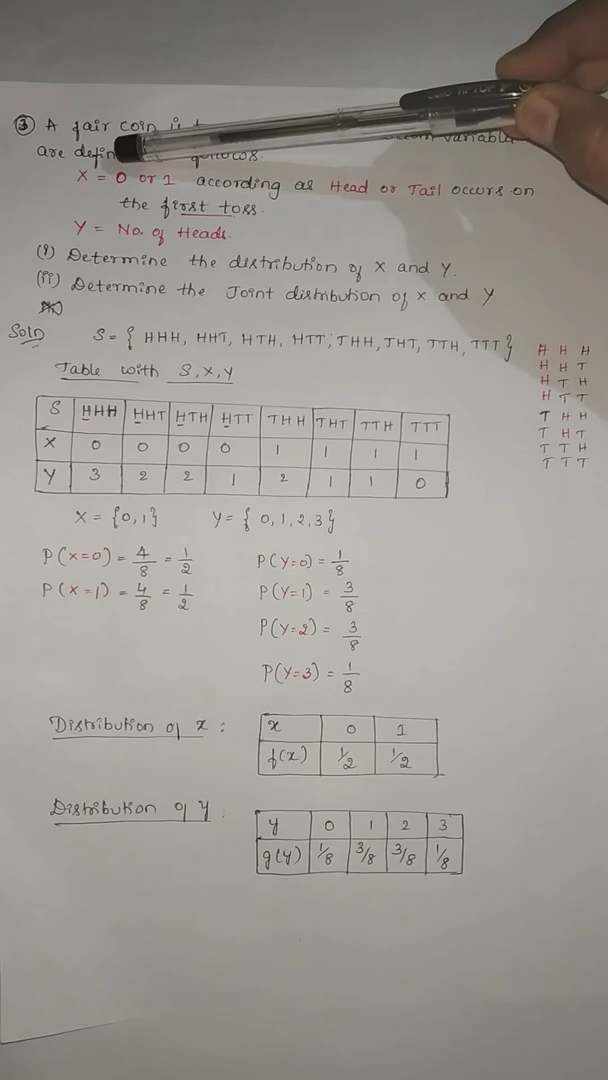 ③ A fair coin is
variable
are
X = 0 or 1 according as Head or Tail occurs on
the first toss.
Y = No. of Heads.
(i) Determine the distribution of X and Y.
(ii) Determine the Joint distribution of X and Y
Soln S = { HHH, HHT, HTH, HTT, THH, THT, TTH, TTT }
H H H
H H T
H T H
H T T
T H H
T H T
T T H
T T T
Table with S, X, Y
S HHH HHT HTH HTT THH THT TTH TTT
X 0 0 0 0 1 1 1 1
Y 3 2 2 1 2 1 1 0
X = {0,1} Y = { 0, 1, 2, 3 }
P(X=0) = 4/8 = 1/2 P(Y=0) = 1/8
P(X=1) = 4/8 = 1/2 P(Y=1) = 3/8
P(Y=2) = 3/8
P(Y=3) = 1/8
Distribution of x : x 0 1
f(x) 1/2 1/2
Distribution of Y : y 0 1 2 3
g(y) 1/8 3/8 3/8 1/8